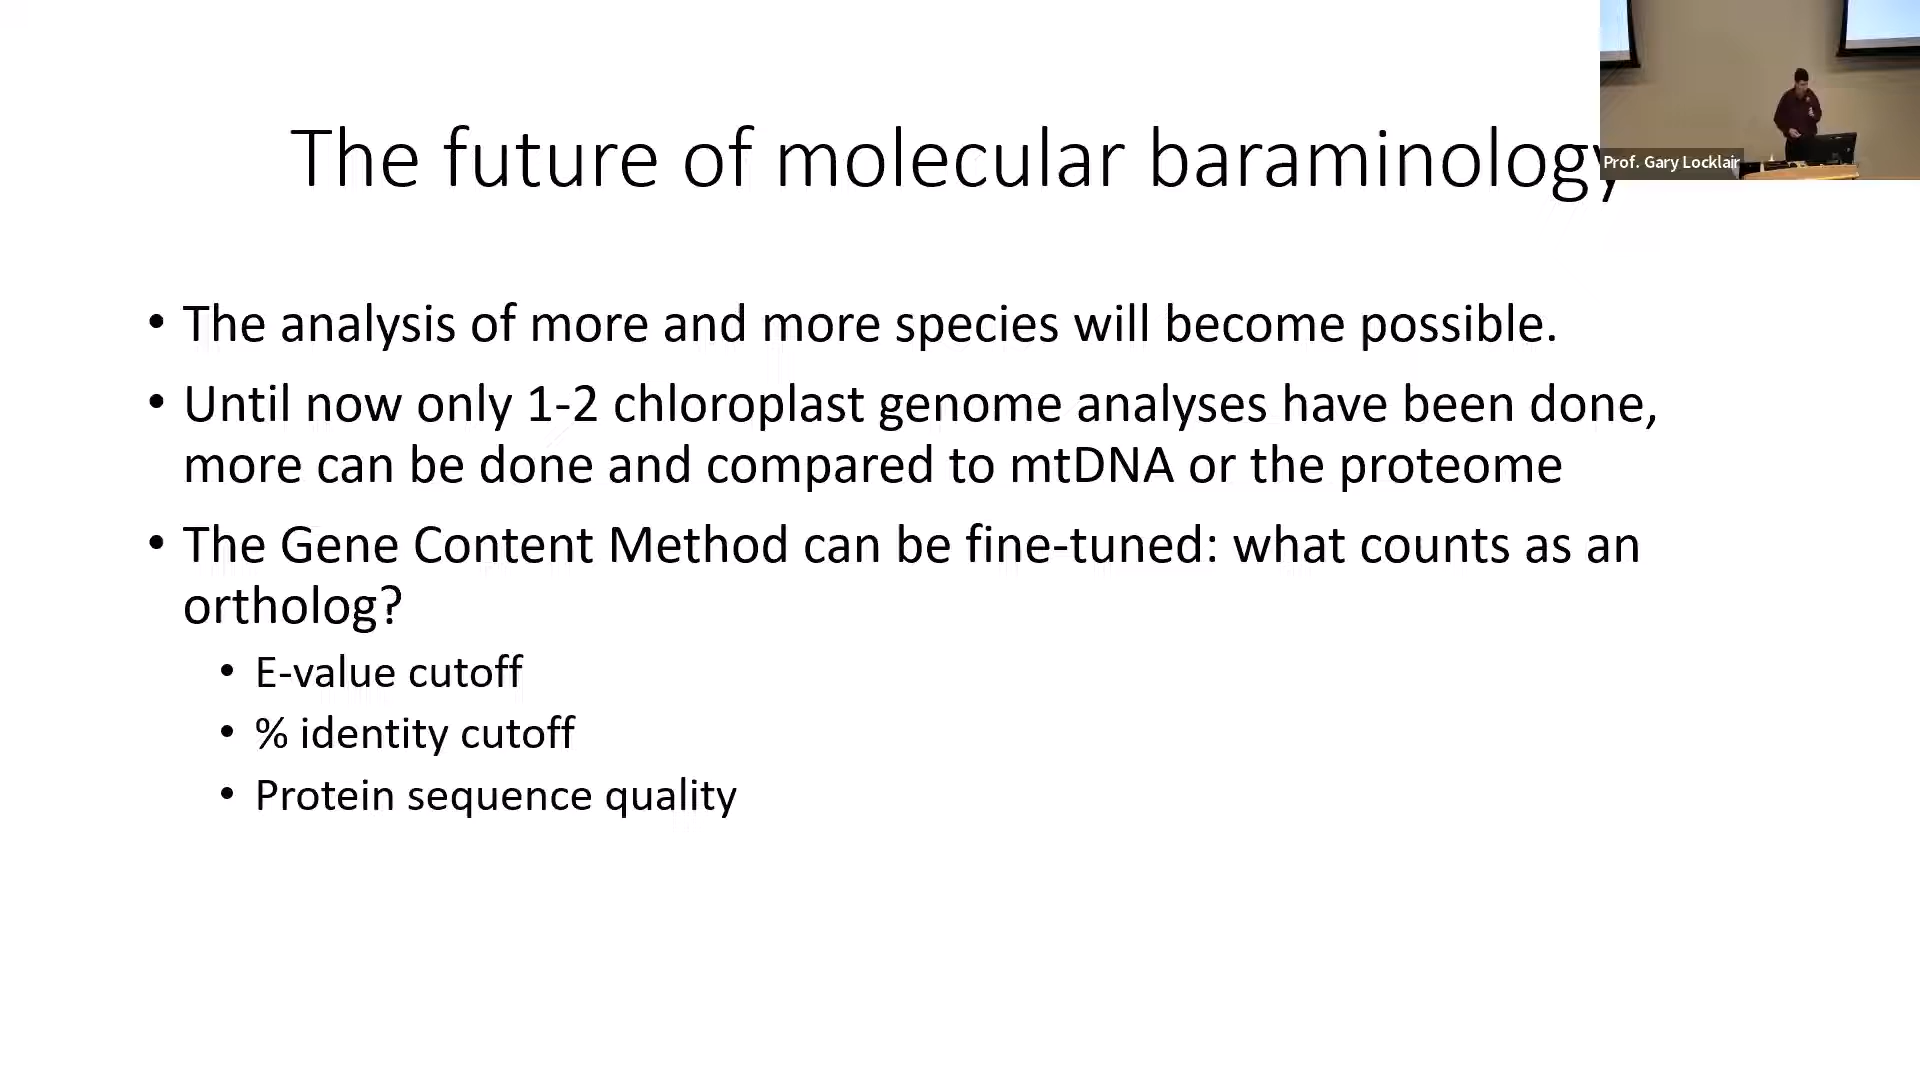 The future of molecular baraminology
Prof. Gary Locklair
• The analysis of more and more species will become possible.
• Until now only 1-2 chloroplast genome analyses have been done,
more can be done and compared to mtDNA or the proteome
• The Gene Content Method can be fine-tuned: what counts as an
ortholog?
• E-value cutoff
• % identity cutoff
• Protein sequence quality